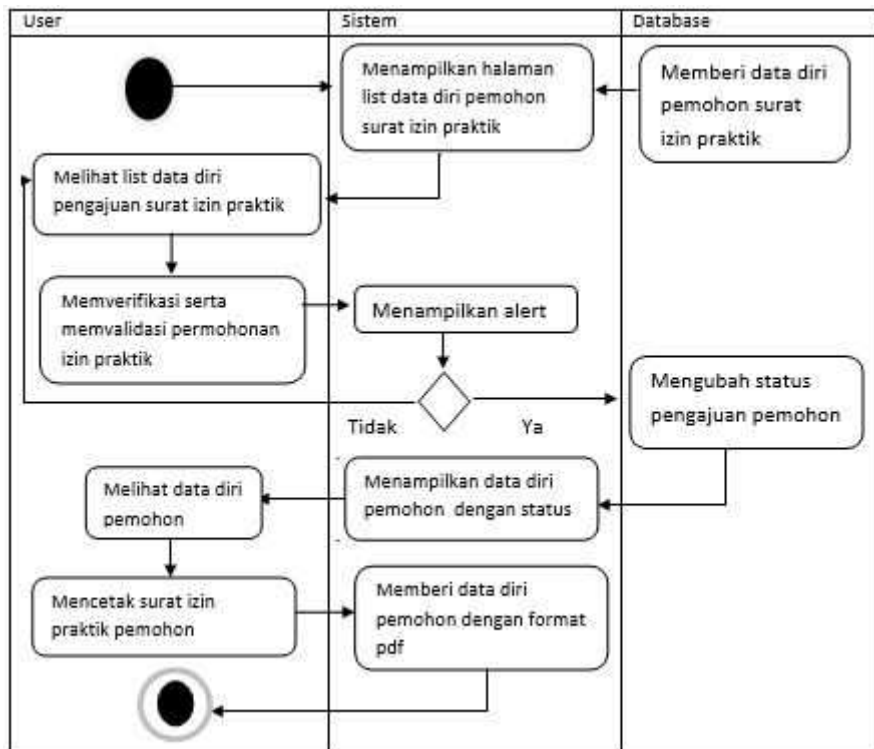 User
Sistem
Database
Menampilkan halaman
list data diri pemohon
surat izin praktik
Memberi data diri
pemohon surat
izin praktik
Melihat list data diri
pengajuan surat izin praktik
Memverifikasi serta
memvalidasi permohonan
izin praktik
Menampilkan alert
Mengubah status
pengajuan pemohon
Tidak
Ya
Melihat data diri
pemohon
Menampilkan data diri
pemohon dengan status
Mencetak surat izin
praktik pemohon
Memberi data diri
pemohon dengan format
pdf